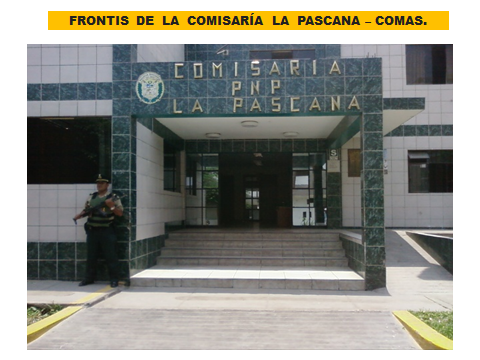 FRONTIS DE LA COMISARÍA LA PASCANA – COMAS.
COMISARIA
PNP
LA PASCANA